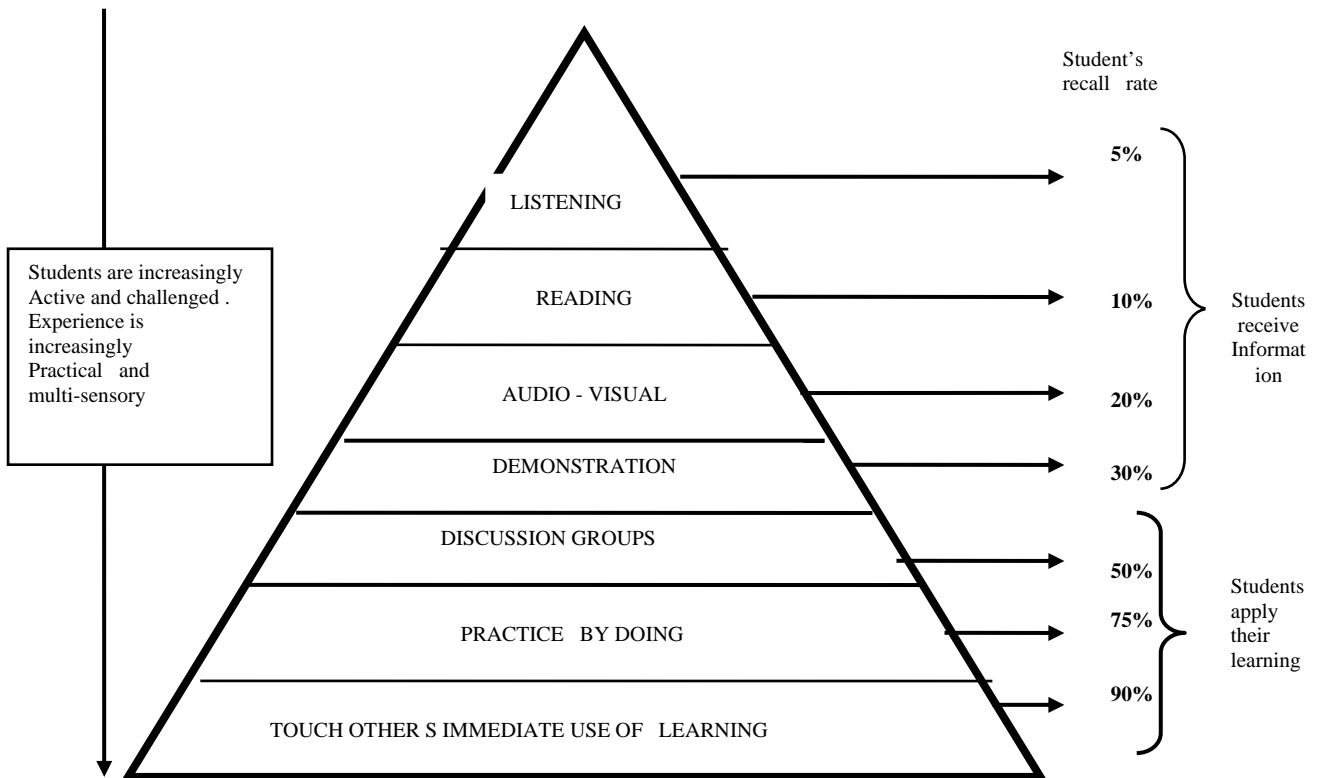 Student’s
recall rate
5%
LISTENING
Students are increasingly
Active and challenged .
Experience is
increasingly
Practical and
multi-sensory
READING
10%
Students
receive
Informat
ion
AUDIO - VISUAL
20%
DEMONSTRATION
30%
DISCUSSION GROUPS
50%
Students
apply
their
learning
PRACTICE BY DOING
75%
90%
TOUCH OTHER S IMMEDIATE USE OF LEARNING